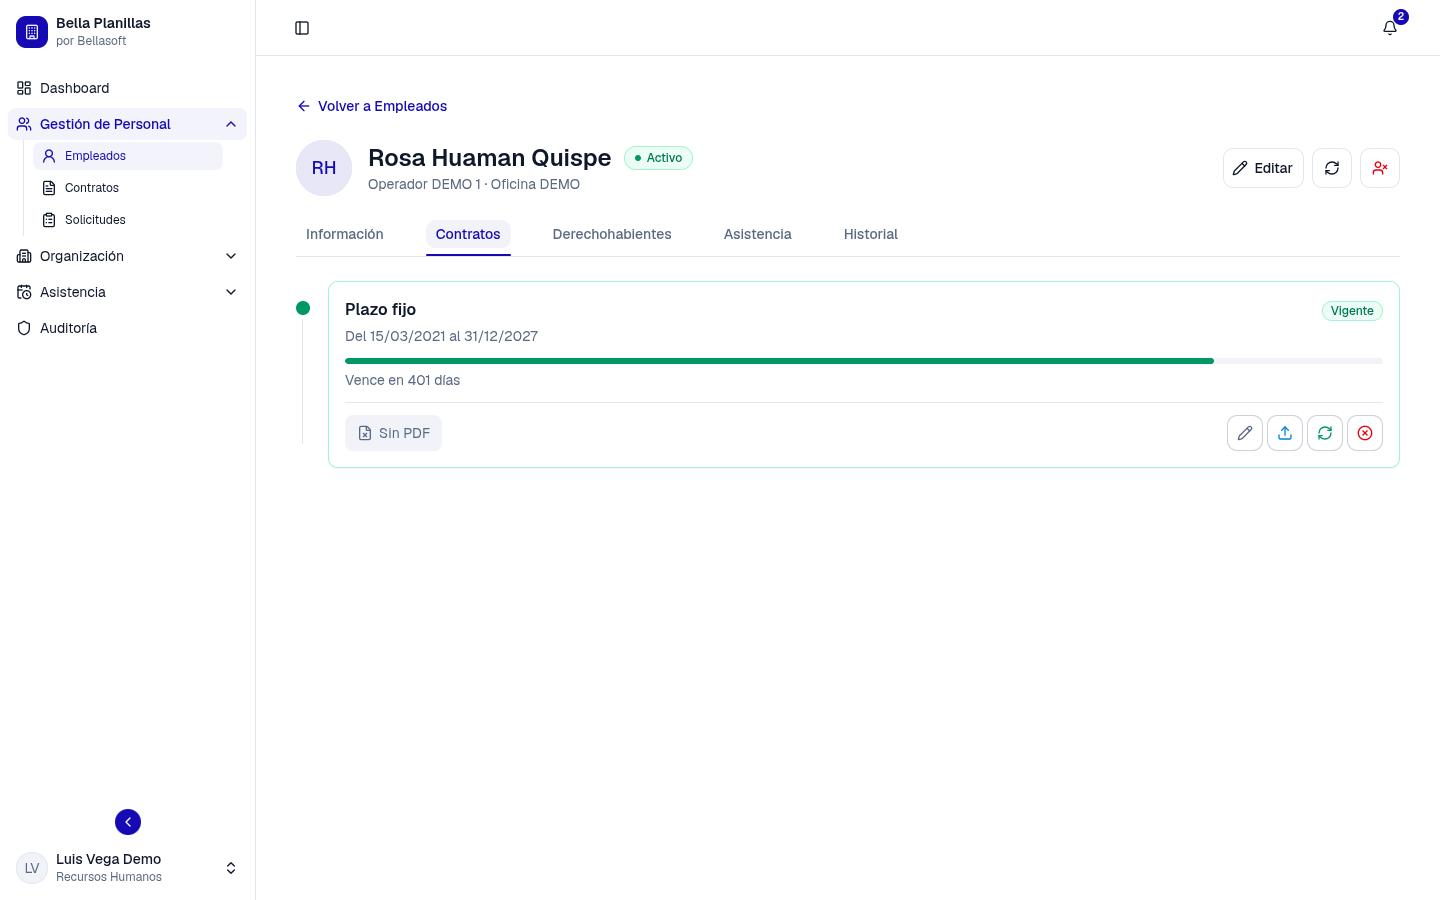 Bella Planillas
por Bellasoft
Dashboard
Gestión de Personal
Empleados
Contratos
Solicitudes
Organización
Asistencia
Auditoría
LV
Luis Vega Demo
Recursos Humanos
2
Volver a Empleados
RH
Rosa Huaman Quispe
Activo
Operador DEMO 1 · Oficina DEMO
Editar
Información
Contratos
Derechohabientes
Asistencia
Historial
Plazo fijo
Vigente
Del 15/03/2021 al 31/12/2027
Vence en 401 días
Sin PDF